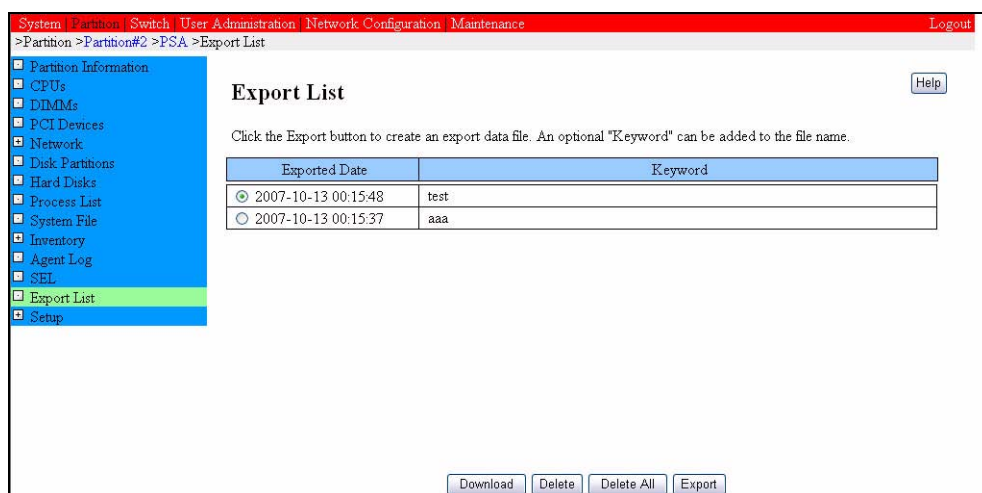 System | Partition | Switch | User Administration | Network Configuration | Maintenance Logout
>Partition >Partition#2 >PSA >Export List
Partition Information
CPUs
DIMMs
PCI Devices
Network
Disk Partitions
Hard Disks
Process List
System File
Inventory
Agent Log
SEL
Export List
Setup
Export List
Help
Click the Export button to create an export data file. An optional "Keyword" can be added to the file name.
Exported Date Keyword
2007-10-13 00:15:48 test
2007-10-13 00:15:37 aaa
Download Delete Delete All Export